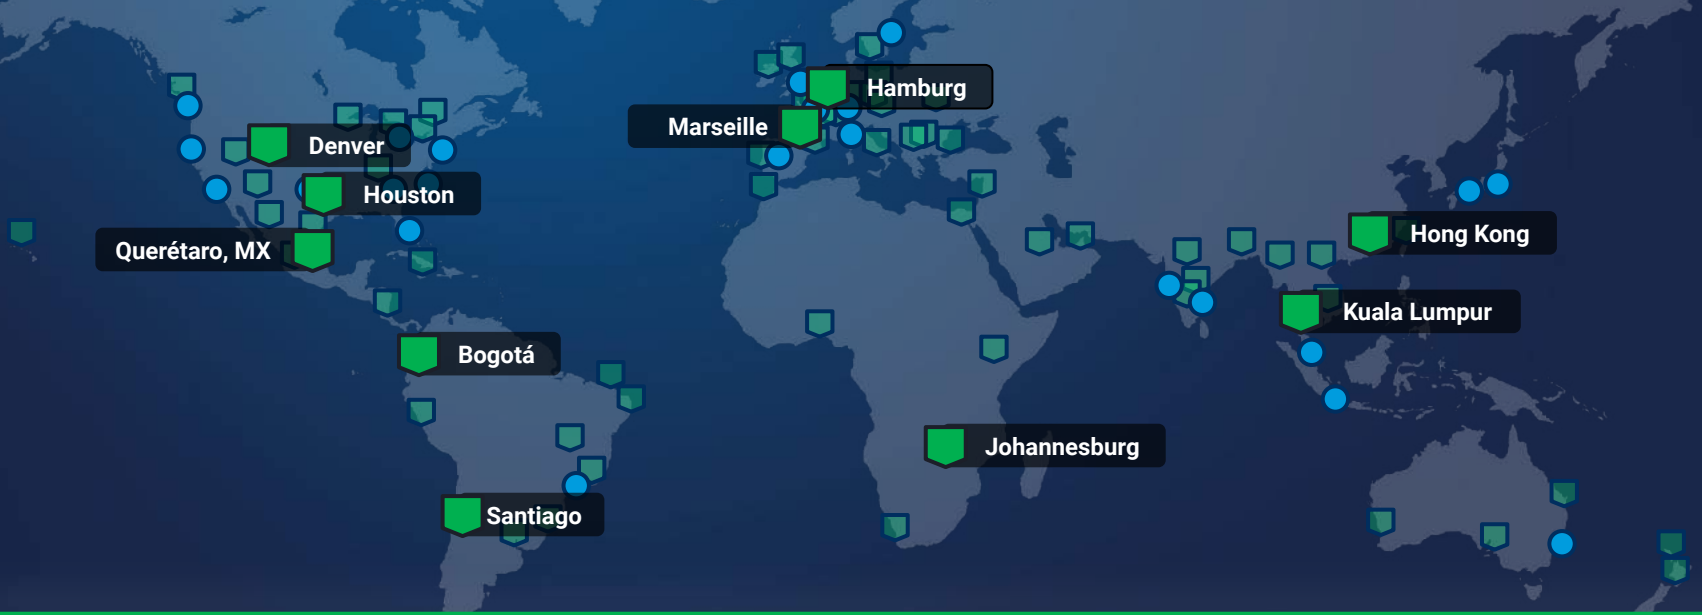 Hamburg
Marseille
Denver
Houston
Querétaro, MX
Hong Kong
Kuala Lumpur
Bogotá
Johannesburg
Santiago